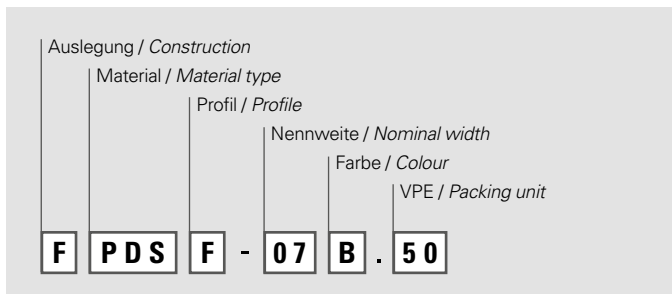 Auslegung / Construction
Material / Material type
Profil / Profile
Nennweite / Nominal width
Farbe / Colour
VPE / Packing unit
F PDS F - 07 B . 50